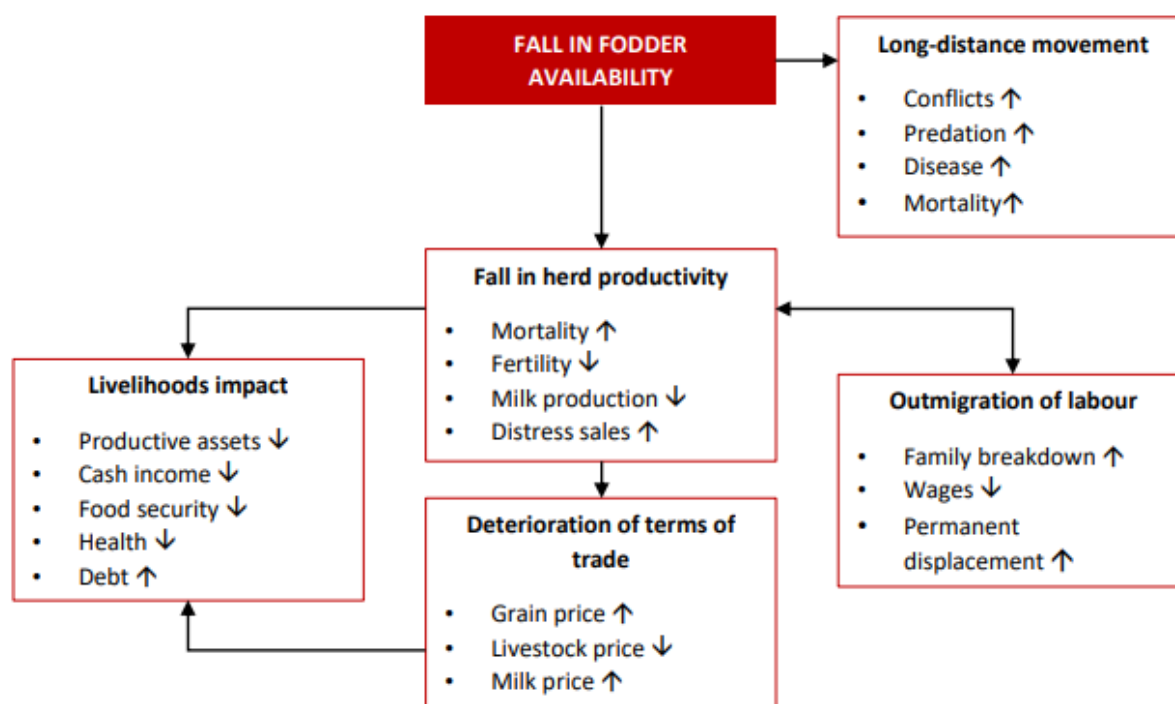 FALL IN FODDER
AVAILABILITY
Long-distance movement
• Conflicts ↑
• Predation ↑
• Disease ↑
• Mortality↑
Fall in herd productivity
• Mortality ↑
• Fertility ↓
• Milk production ↓
• Distress sales ↑
Livelihoods impact
• Productive assets ↓
• Cash income ↓
• Food security ↓
• Health ↓
• Debt ↑
Outmigration of labour
• Family breakdown ↑
• Wages ↓
• Permanent
displacement ↑
Deterioration of terms of
trade
• Grain price ↑
• Livestock price ↓
• Milk price ↑